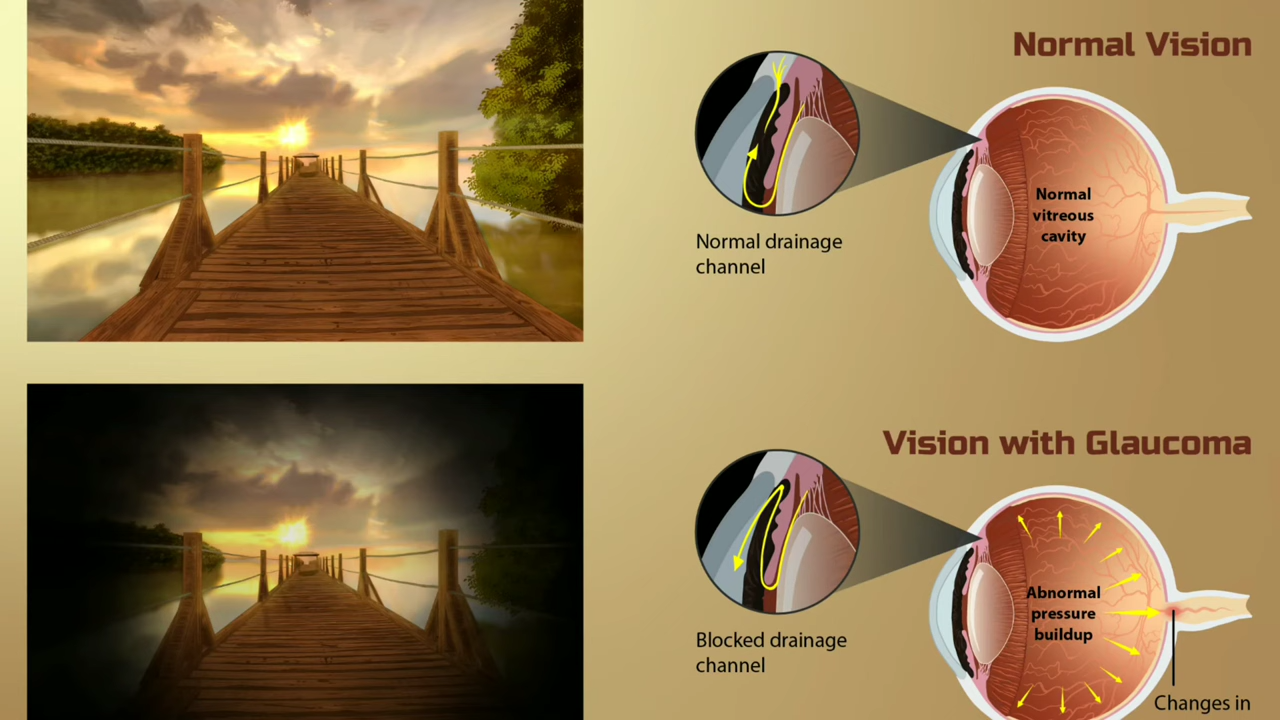 Normal Vision
Normal
vitreous
cavity
Normal drainage
channel
Vision with Glaucoma
Abnormal
pressure
buildup
Blocked drainage
channel
Changes in